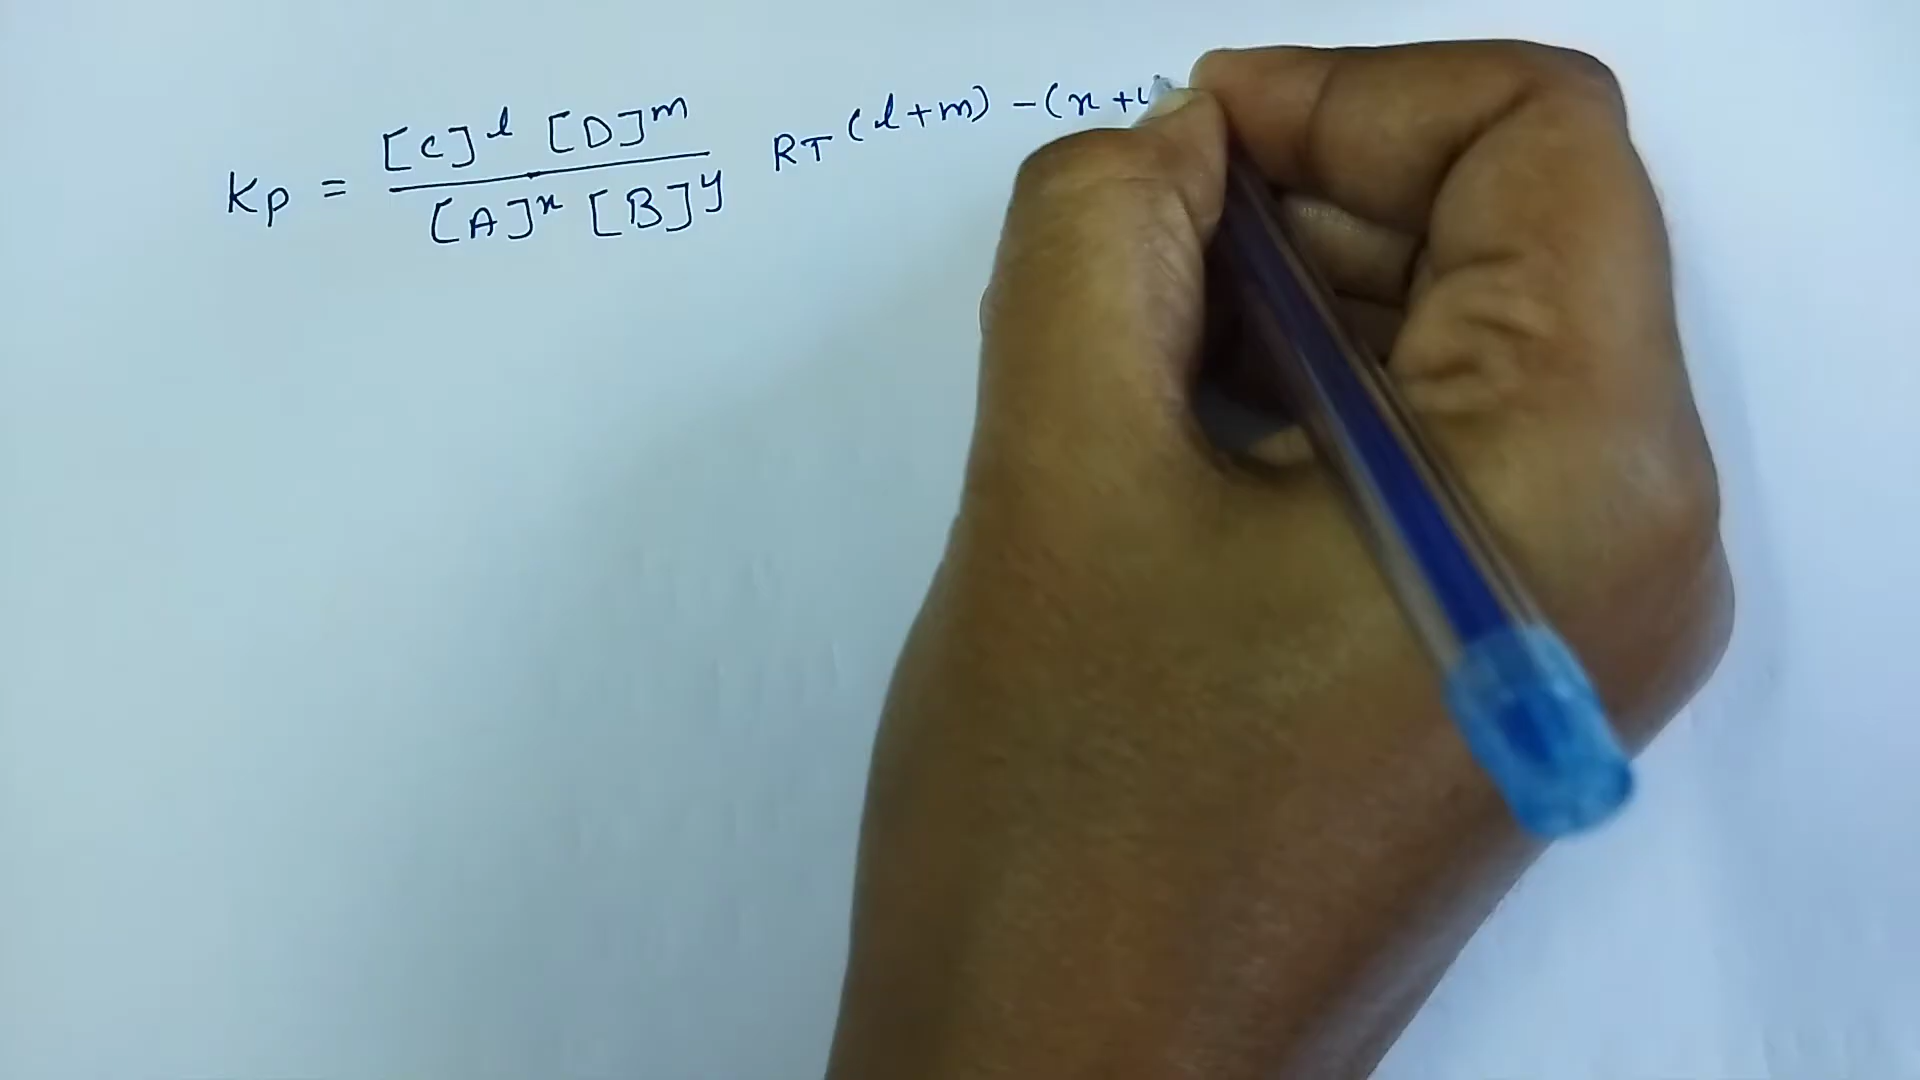 Kp = [C]^l [D]^m / [A]^x [B]^y RT^(l+m) - (x +